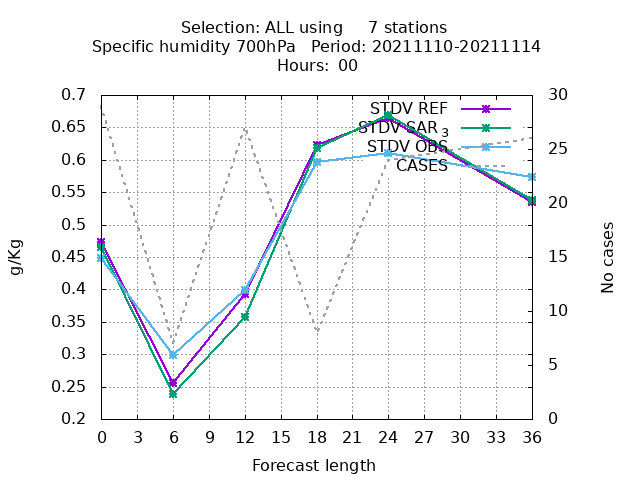 Selection: ALL using 7 stations
Specific humidity 700hPa Period: 20211110-20211114
Hours: 00
0.7
0.65
0.6
0.55
0.5
0.45
0.4
0.35
0.3
0.25
0.2
g/Kg
STDV REF
STDV SAR3
STDV OBS
CASES
30
25
20
15
10
5
0
No cases
0 3 6 9 12 15 18 21 24 27 30 33 36
Forecast length